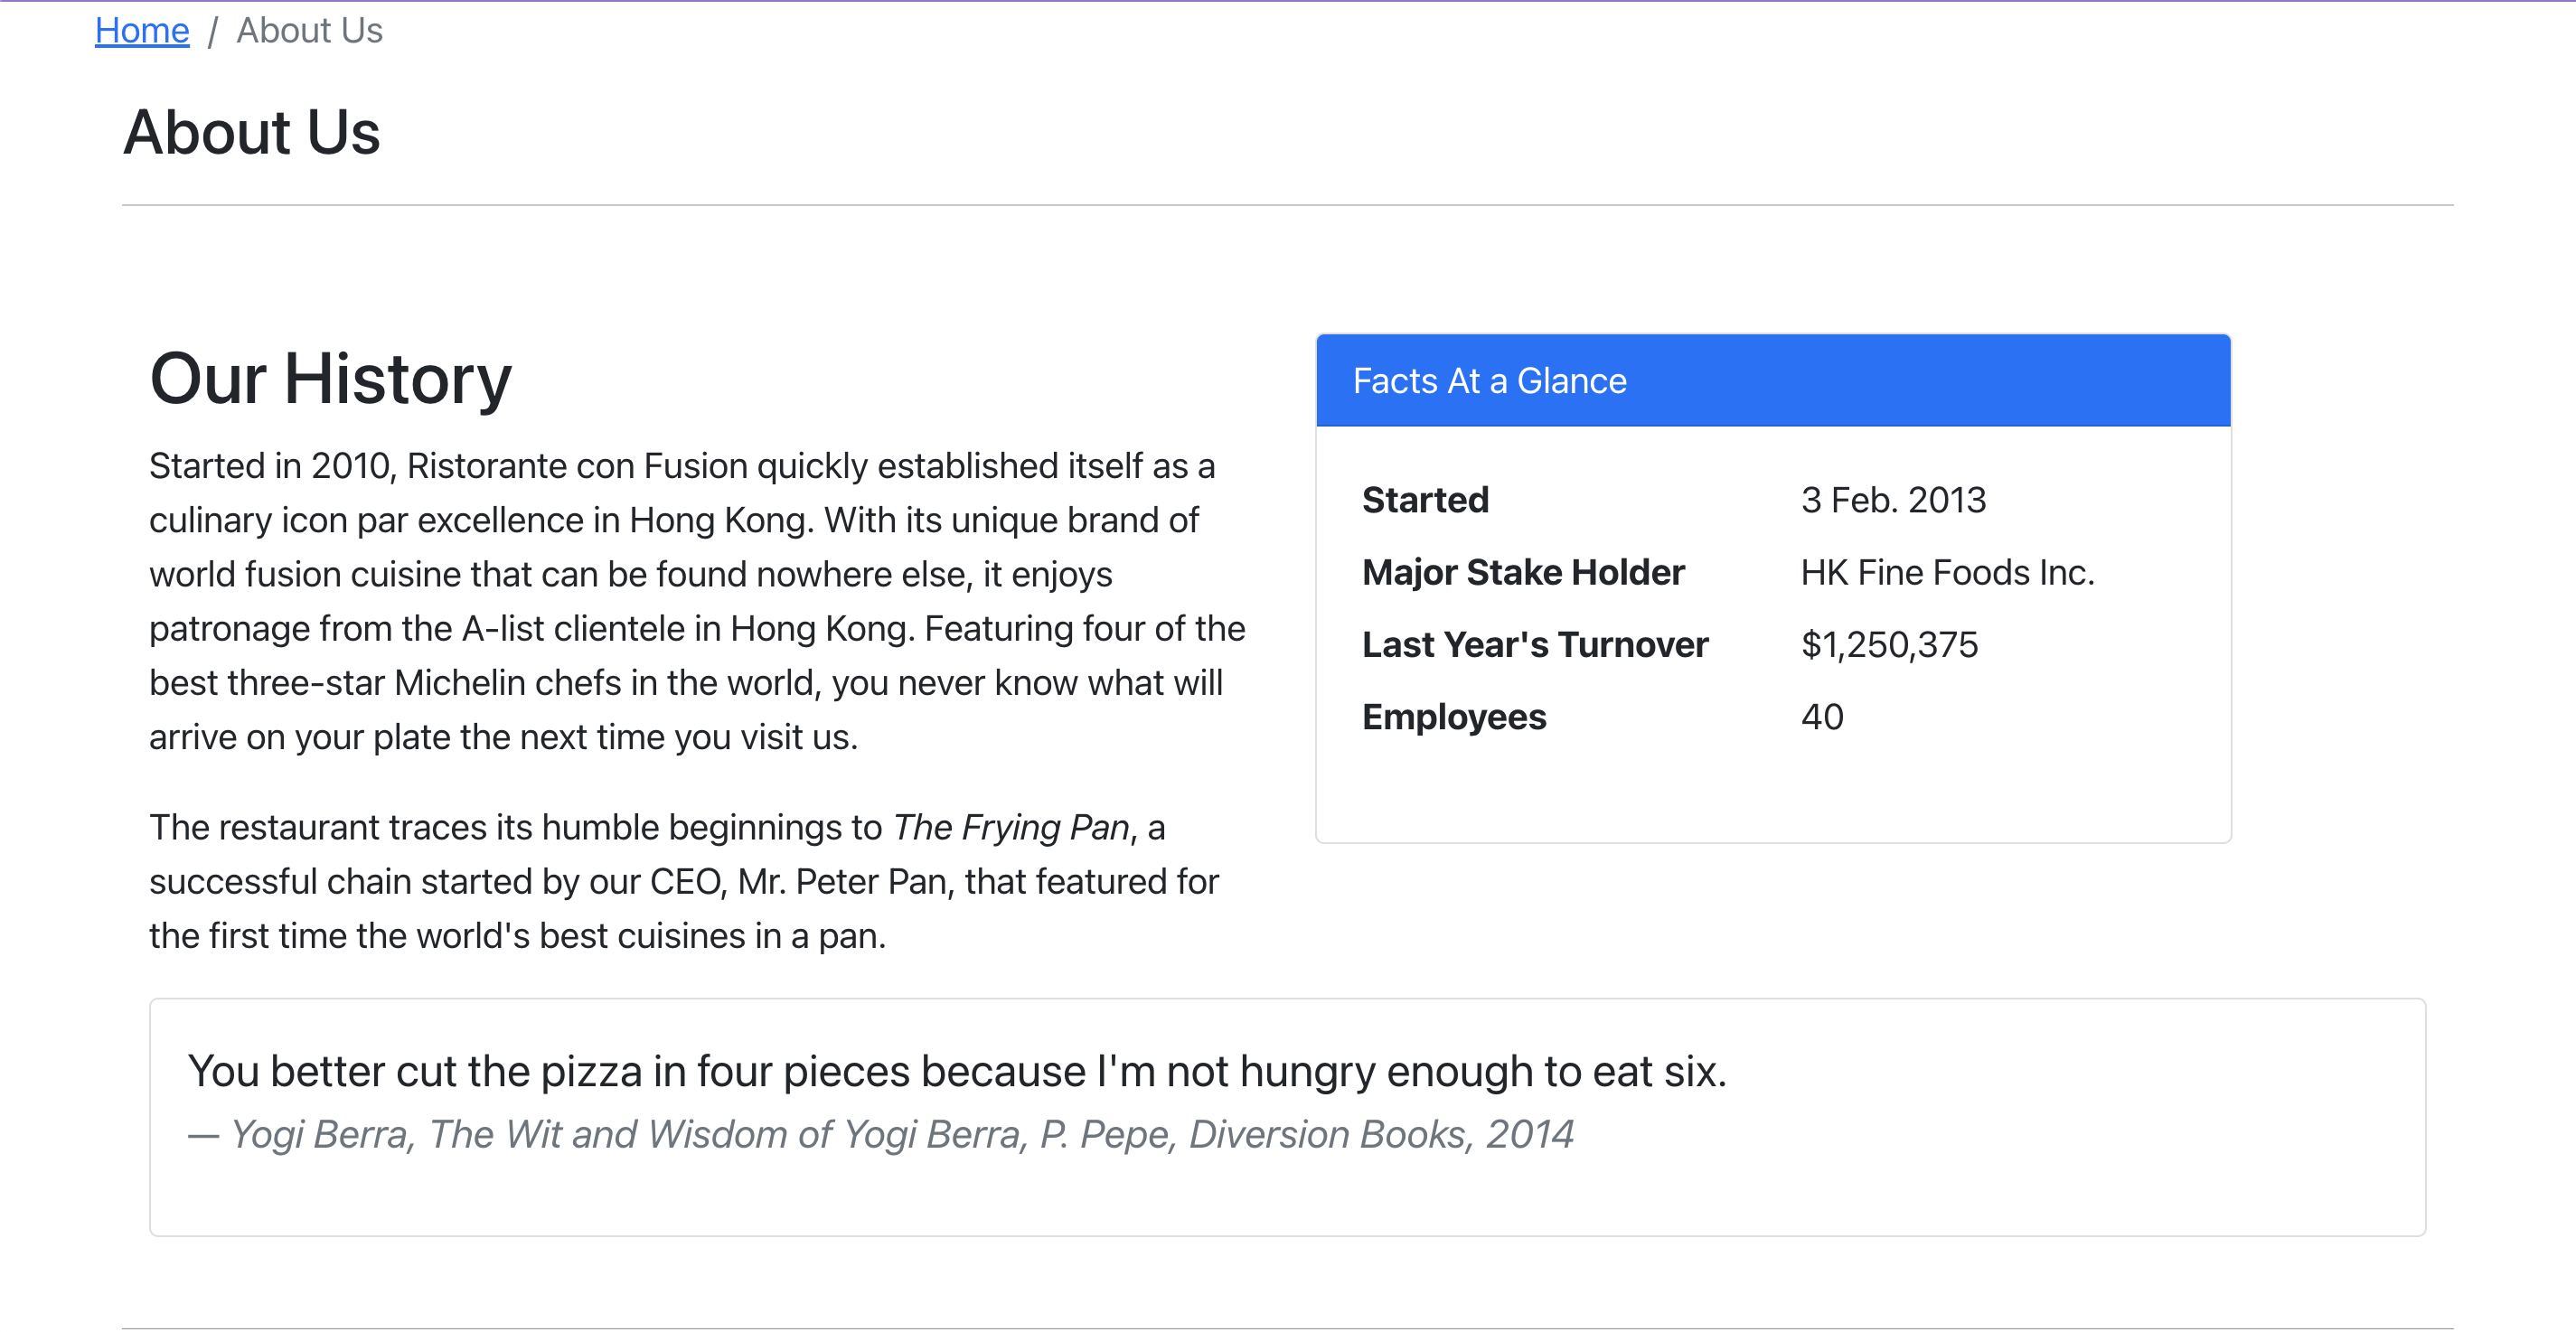 Home / About Us
About Us
Our History
Started in 2010, Ristorante con Fusion quickly established itself as a
culinary icon par excellence in Hong Kong. With its unique brand of
world fusion cuisine that can be found nowhere else, it enjoys
patronage from the A-list clientele in Hong Kong. Featuring four of the
best three-star Michelin chefs in the world, you never know what will
arrive on your plate the next time you visit us.
The restaurant traces its humble beginnings to The Frying Pan, a
successful chain started by our CEO, Mr. Peter Pan, that featured for
the first time the world's best cuisines in a pan.
Facts At a Glance
Started 3 Feb. 2013
Major Stake Holder HK Fine Foods Inc.
Last Year's Turnover $1,250,375
Employees 40
You better cut the pizza in four pieces because I'm not hungry enough to eat six.
— Yogi Berra, The Wit and Wisdom of Yogi Berra, P. Pepe, Diversion Books, 2014